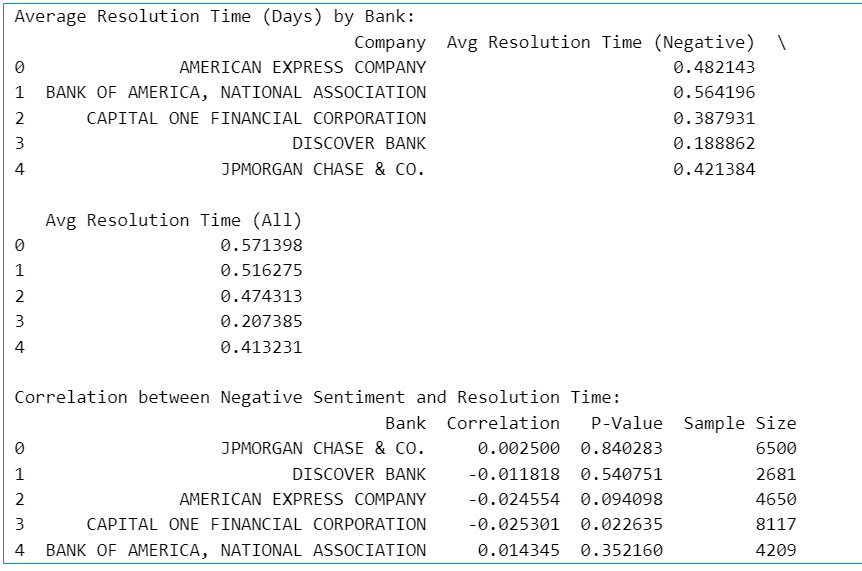 Average Resolution Time (Days) by Bank:
Company Avg Resolution Time (Negative) \
0 AMERICAN EXPRESS COMPANY 0.482143
1 BANK OF AMERICA, NATIONAL ASSOCIATION 0.564196
2 CAPITAL ONE FINANCIAL CORPORATION 0.387931
3 DISCOVER BANK 0.188862
4 JPMORGAN CHASE & CO. 0.421384
Avg Resolution Time (All)
0 0.571398
1 0.516275
2 0.474313
3 0.207385
4 0.413231
Correlation between Negative Sentiment and Resolution Time:
Bank Correlation P-Value Sample Size
0 JPMORGAN CHASE & CO. 0.002500 0.840283 6500
1 DISCOVER BANK -0.011818 0.540751 2681
2 AMERICAN EXPRESS COMPANY -0.024554 0.094098 4650
3 CAPITAL ONE FINANCIAL CORPORATION -0.025301 0.022635 8117
4 BANK OF AMERICA, NATIONAL ASSOCIATION 0.014345 0.352160 4209